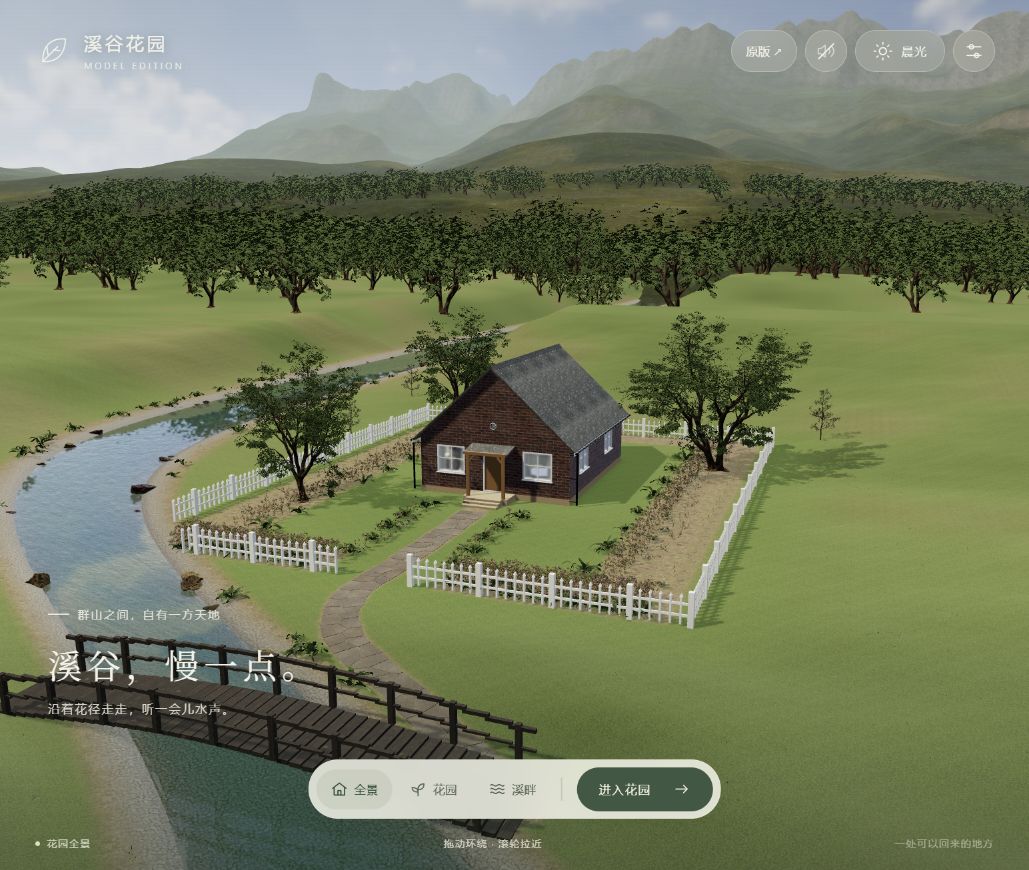 溪谷花园
MODEL EDITION
原版 ↗
晨光
群山之间，自有一方天地
溪谷，慢一点。
沿着花径走走，听一会儿水声。
全景
花园
溪畔
进入花园 →
花园全景
拖动环绕 · 滚轮拉近
一处可以回来的地方